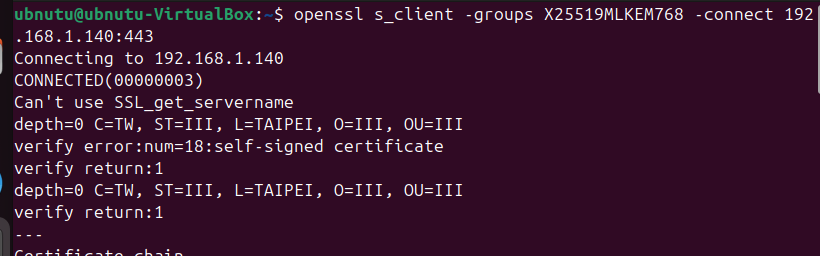 ubnutu@ubnutu-VirtualBox:~$ openssl s_client -groups X25519MLKEM768 -connect 192
.168.1.140:443
Connecting to 192.168.1.140
CONNECTED(00000003)
Can't use SSL_get_servername
depth=0 C=TW, ST=III, L=TAIPEI, O=III, OU=III
verify error:num=18:self-signed certificate
verify return:1
depth=0 C=TW, ST=III, L=TAIPEI, O=III, OU=III
verify return:1
---
Certificate chain